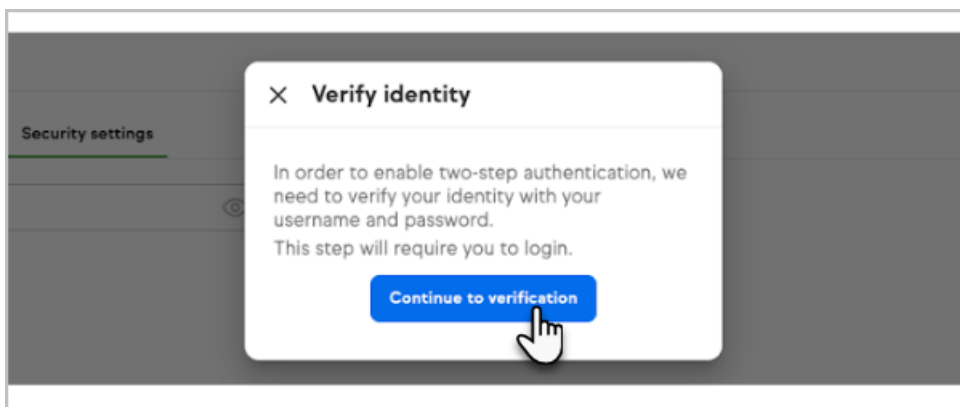 Verify identity
Security settings
In order to enable two-step authentication, we
need to verify your identity with your
username and password.
This step will require you to login.
Continue to verification